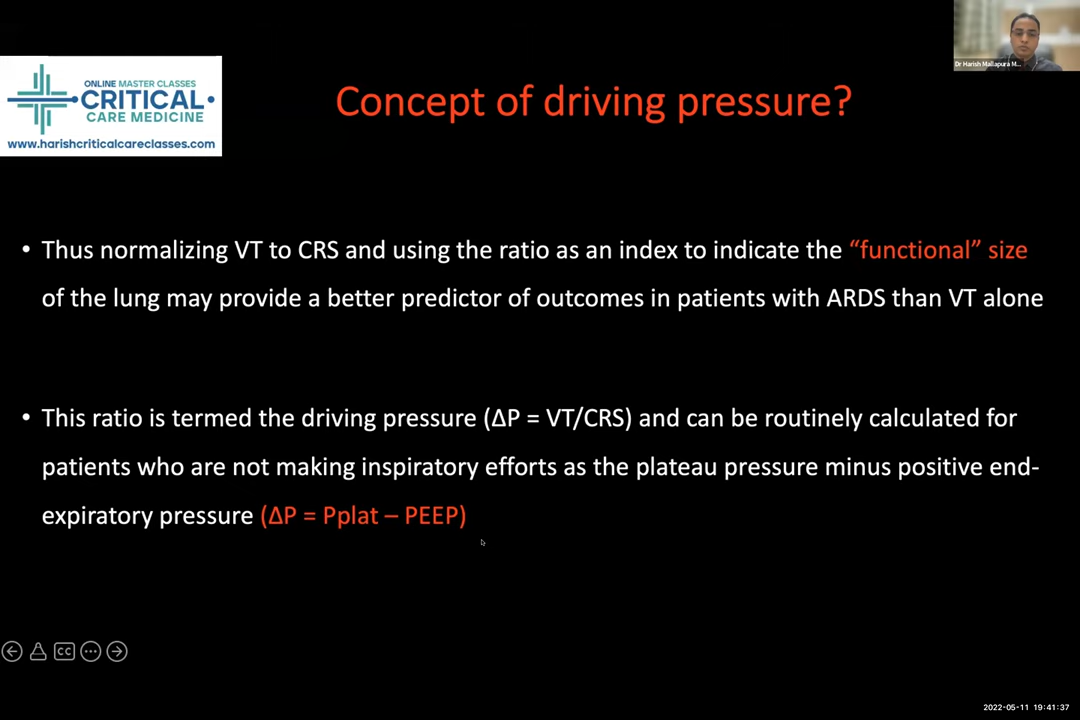 Dr Harish Mallapura M...
ONLINE MASTER CLASSES
CRITICAL
CARE MEDICINE
www.harishcriticalcareclasses.com
Concept of driving pressure?
• Thus normalizing VT to CRS and using the ratio as an index to indicate the “functional” size
of the lung may provide a better predictor of outcomes in patients with ARDS than VT alone
• This ratio is termed the driving pressure (ΔP = VT/CRS) and can be routinely calculated for
patients who are not making inspiratory efforts as the plateau pressure minus positive end-
expiratory pressure (ΔP = Pplat – PEEP)
CC
2022-05-11 19:41:37